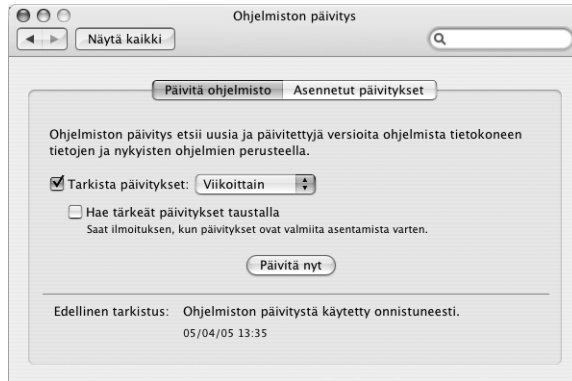 Ohjelmiston päivitys
Näytä kaikki
Päivitä ohjelmisto Asennetut päivitykset
Ohjelmiston päivitys etsii uusia ja päivitettyjä versioita ohjelmista tietokoneen
tietojen ja nykyisten ohjelmien perusteella.
Tarkista päivitykset: Viikoittain
Hae tärkeät päivitykset taustalla
Saat ilmoituksen, kun päivitykset ovat valmiita asentamista varten.
Päivitä nyt
Edellinen tarkistus: Ohjelmiston päivitystä käytetty onnistuneesti.
05/04/05 13:35